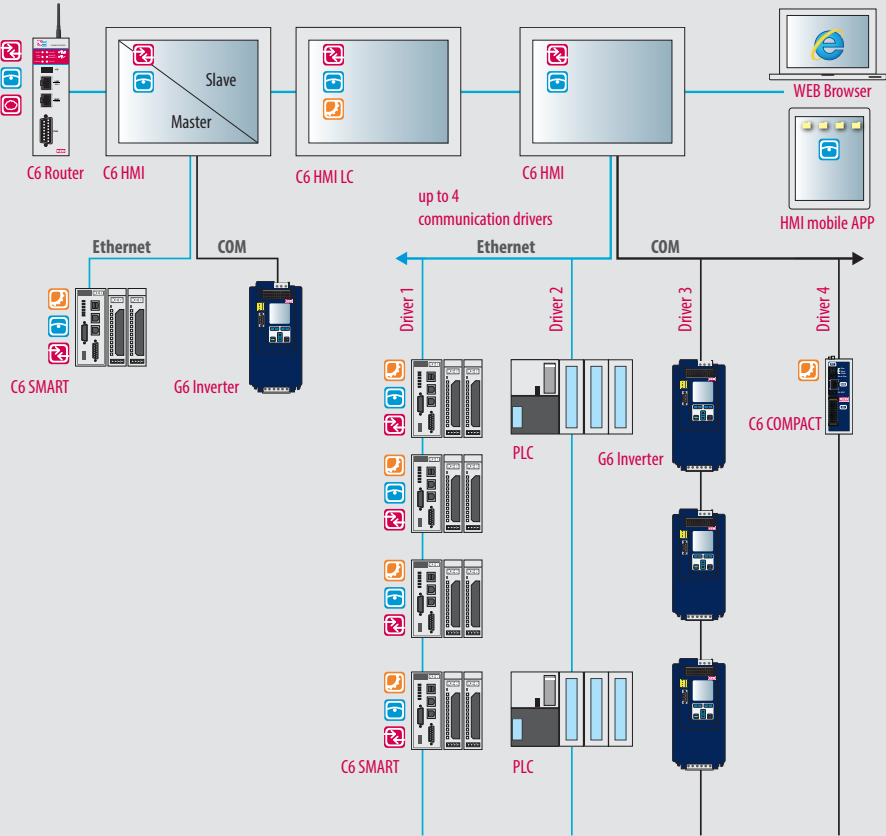 Slave
Master
WEB Browser
C6 Router
C6 HMI
C6 HMI LC
C6 HMI
up to 4
communication drivers
HMI mobile APP
Ethernet
COM
Ethernet
COM
Driver 1
Driver 2
Driver 3
Driver 4
C6 SMART
G6 Inverter
PLC
G6 Inverter
C6 COMPACT
C6 SMART
PLC